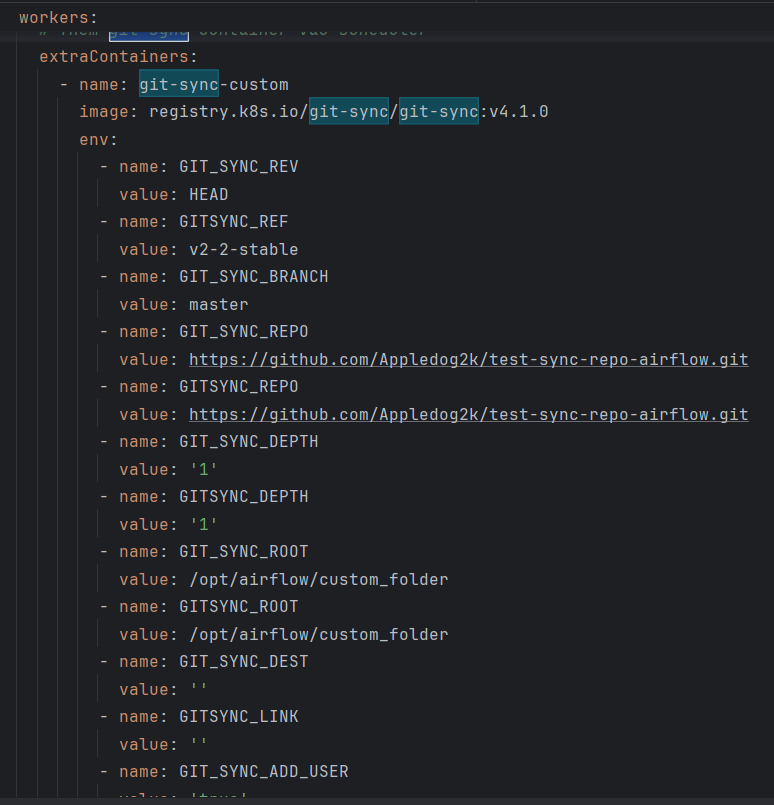 workers:
# Thêm git-sync container vào scheduler
extraContainers:
- name: git-sync-custom
image: registry.k8s.io/git-sync/git-sync:v4.1.0
env:
- name: GIT_SYNC_REV
value: HEAD
- name: GITSYNC_REF
value: v2-2-stable
- name: GIT_SYNC_BRANCH
value: master
- name: GIT_SYNC_REPO
value: https://github.com/Appledog2k/test-sync-repo-airflow.git
- name: GITSYNC_REPO
value: https://github.com/Appledog2k/test-sync-repo-airflow.git
- name: GIT_SYNC_DEPTH
value: '1'
- name: GITSYNC_DEPTH
value: '1'
- name: GIT_SYNC_ROOT
value: /opt/airflow/custom_folder
- name: GITSYNC_ROOT
value: /opt/airflow/custom_folder
- name: GIT_SYNC_DEST
value: ''
- name: GITSYNC_LINK
value: ''
- name: GIT_SYNC_ADD_USER
value: 'true'